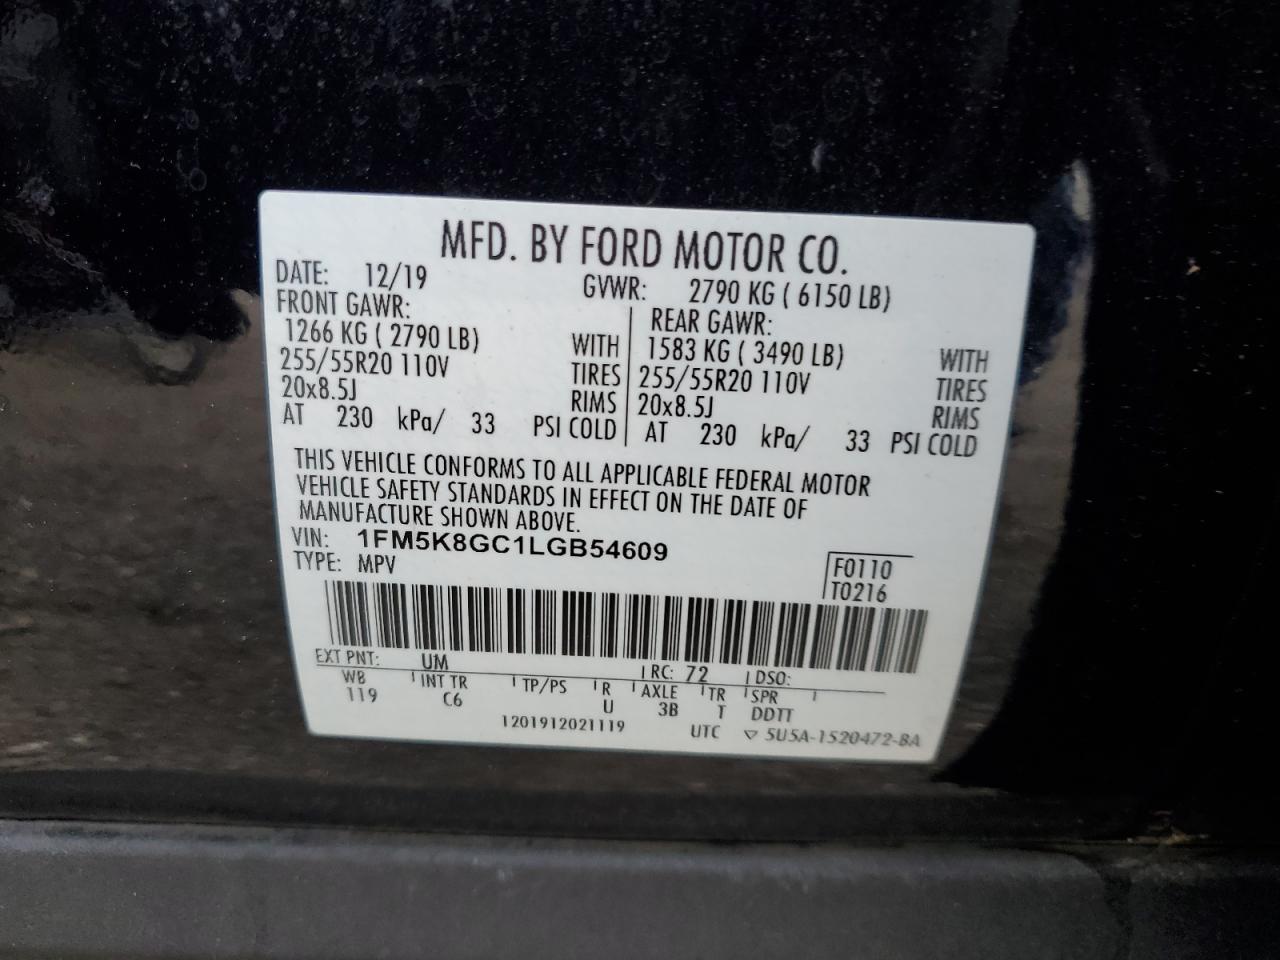 MFD. BY FORD MOTOR CO.
DATE: 12/19 GVWR: 2790 KG ( 6150 LB)
FRONT GAWR: REAR GAWR:
1266 KG ( 2790 LB) WITH 1583 KG ( 3490 LB) WITH
255/55R20 110V TIRES 255/55R20 110V TIRES
20x8.5J RIMS 20x8.5J RIMS
AT 230 kPa/ 33 PSI COLD AT 230 kPa/ 33 PSI COLD
THIS VEHICLE CONFORMS TO ALL APPLICABLE FEDERAL MOTOR
VEHICLE SAFETY STANDARDS IN EFFECT ON THE DATE OF
MANUFACTURE SHOWN ABOVE.
VIN: 1FM5K8GC1LGB54609
TYPE: MPV F0110
T0216
EXT PNT: UM RC: 72 DSO:
WB INT TR TP/PS R AXLE TR SPR
119 C6 U 3B T DDTT
1201912021119 UTC ▽ 5U5A-1520472-BA